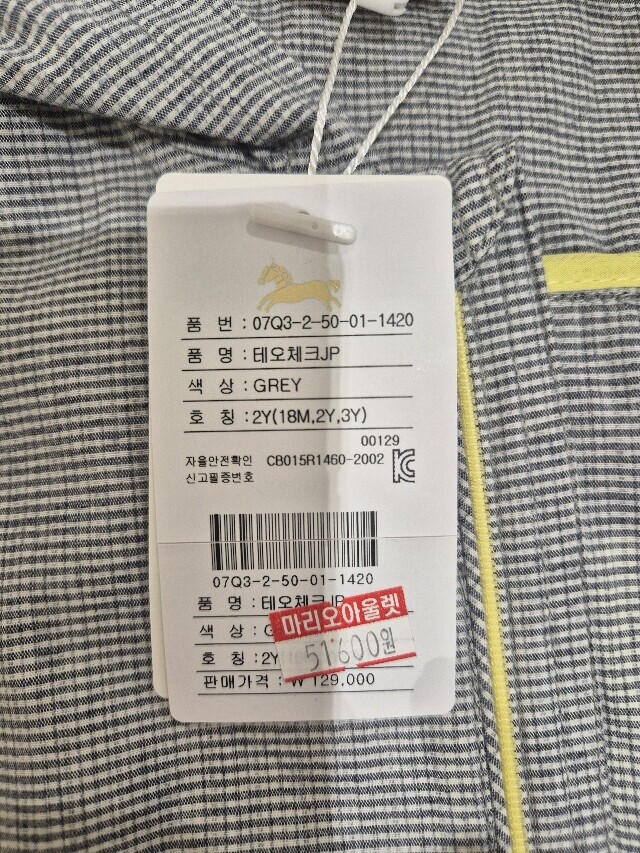 품 번 : 07Q3-2-50-01-1420
품 명 : 테오체크JP
색 상 : GREY
호 칭 : 2Y(18M,2Y,3Y)
00129
자율안전확인 CB015R1460-2002
신고필증번호
07Q3-2-50-01-1420
품 명 : 테오체크JP
마리오아울렛
색 상 : G
51,600원
호 칭 : 2Y
판매가격 : ₩ 129,000